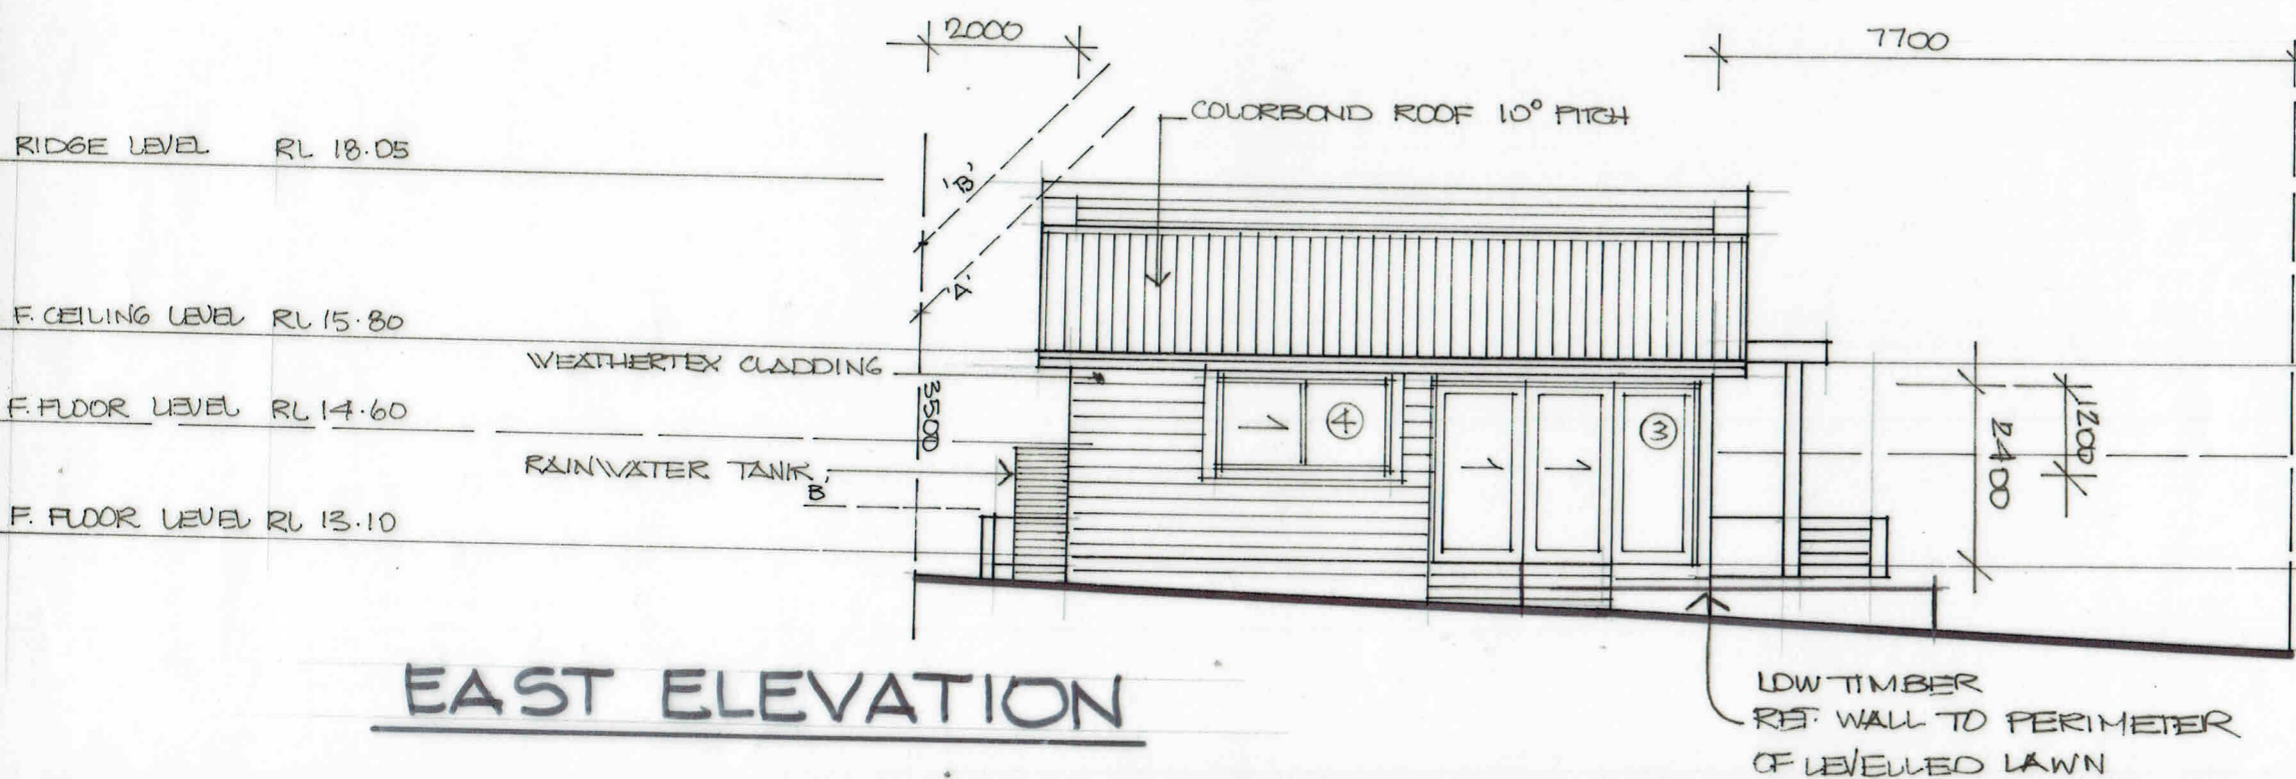 2000
7700
COLORBOND ROOF 10° PITCH
RIDGE LEVEL RL 18.05
'B'
'A'
F. CEILING LEVEL RL 15.80
WEATHERTEX CLADDING
3500
F. FLOOR LEVEL RL 14.60
4
3
1200
2400
RAINWATER TANK
'B'
F. FLOOR LEVEL RL 13.10
EAST ELEVATION
LOW TIMBER
RET. WALL TO PERIMETER
OF LEVELLED LAWN